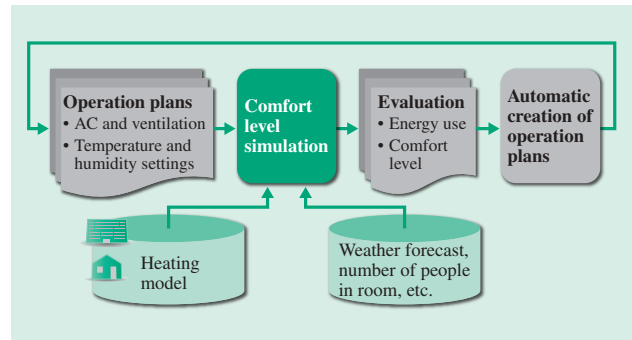 Operation plans
• AC and ventilation
• Temperature and
humidity settings
Comfort
level
simulation
Evaluation
• Energy use
• Comfort
level
Automatic
creation of
operation
plans
Heating
model
Weather forecast,
number of people
in room, etc.